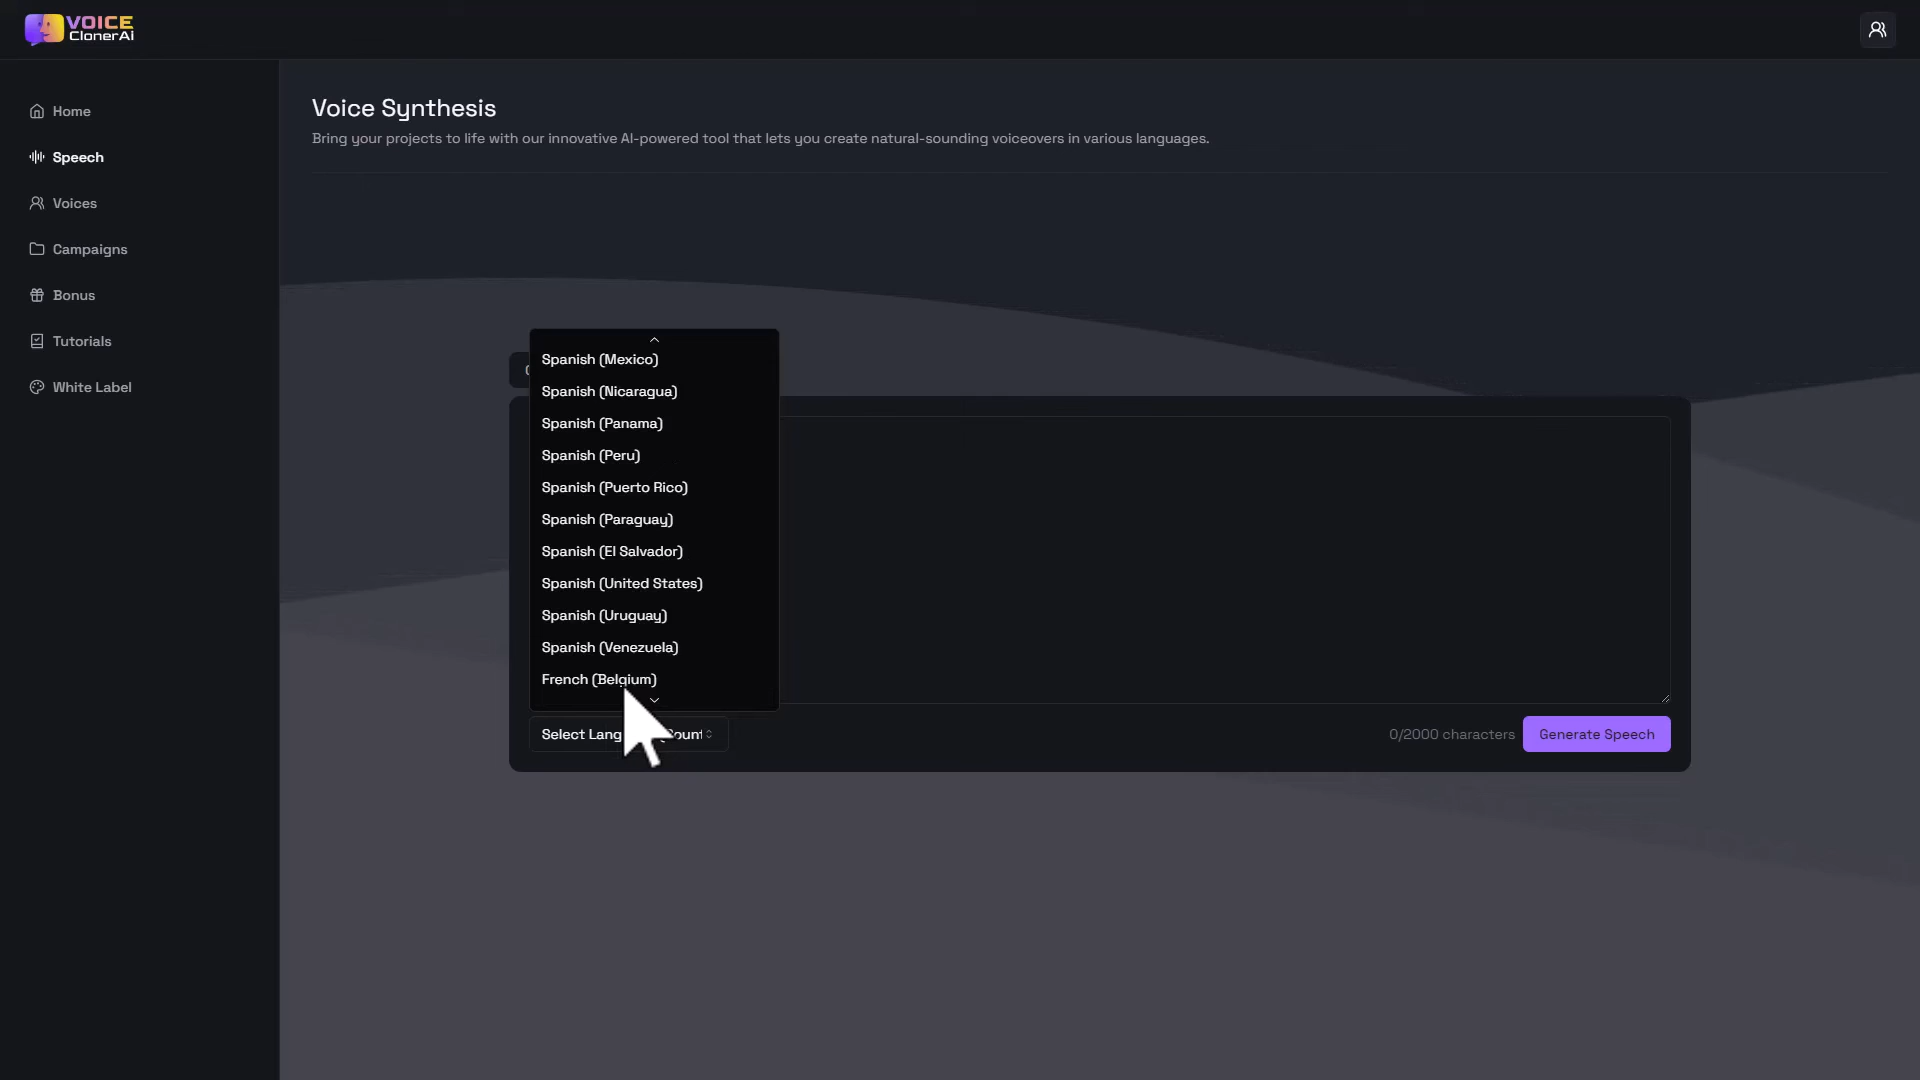 VOICE
ClonerAi
Home
Speech
Voices
Campaigns
Bonus
Tutorials
White Label
Voice Synthesis
Bring your projects to life with our innovative AI-powered tool that lets you create natural-sounding voiceovers in various languages.
Spanish (Mexico)
Spanish (Nicaragua)
Spanish (Panama)
Spanish (Peru)
Spanish (Puerto Rico)
Spanish (Paraguay)
Spanish (El Salvador)
Spanish (United States)
Spanish (Uruguay)
Spanish (Venezuela)
French (Belgium)
Select
0/2000 characters
Generate Speech